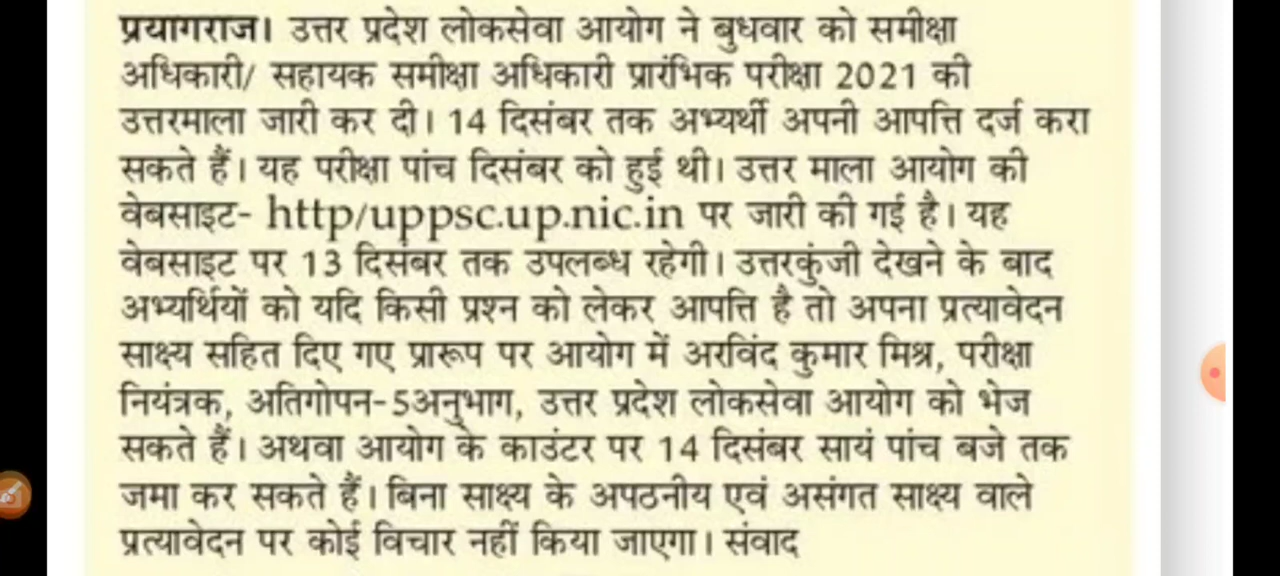 प्रयागराज। उत्तर प्रदेश लोकसेवा आयोग ने बुधवार को समीक्षा
अधिकारी/ सहायक समीक्षा अधिकारी प्रारंभिक परीक्षा 2021 की
उत्तरमाला जारी कर दी। 14 दिसंबर तक अभ्यर्थी अपनी आपत्ति दर्ज करा
सकते हैं। यह परीक्षा पांच दिसंबर को हुई थी। उत्तर माला आयोग की
वेबसाइट- http/uppsc.up.nic.in पर जारी की गई है। यह
वेबसाइट पर 13 दिसंबर तक उपलब्ध रहेगी। उत्तरकुंजी देखने के बाद
अभ्यर्थियों को यदि किसी प्रश्न को लेकर आपत्ति है तो अपना प्रत्यावेदन
साक्ष्य सहित दिए गए प्रारूप पर आयोग में अरविंद कुमार मिश्र, परीक्षा
नियंत्रक, अतिगोपन-5अनुभाग, उत्तर प्रदेश लोकसेवा आयोग को भेज
सकते हैं। अथवा आयोग के काउंटर पर 14 दिसंबर सायं पांच बजे तक
जमा कर सकते हैं। बिना साक्ष्य के अपठनीय एवं असंगत साक्ष्य वाले
प्रत्यावेदन पर कोई विचार नहीं किया जाएगा। संवाद